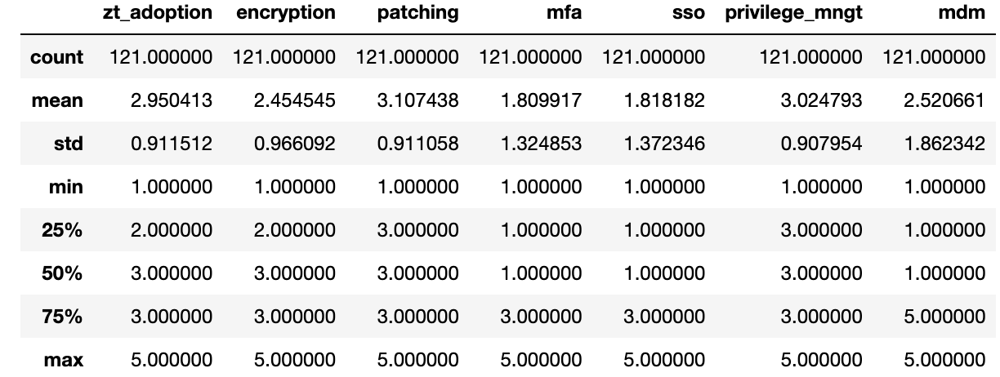 zt_adoption encryption patching mfa sso privilege_mngt mdm
count 121.000000 121.000000 121.000000 121.000000 121.000000 121.000000 121.000000
mean 2.950413 2.454545 3.107438 1.809917 1.818182 3.024793 2.520661
std 0.911512 0.966092 0.911058 1.324853 1.372346 0.907954 1.862342
min 1.000000 1.000000 1.000000 1.000000 1.000000 1.000000 1.000000
25% 2.000000 2.000000 3.000000 1.000000 1.000000 3.000000 1.000000
50% 3.000000 3.000000 3.000000 1.000000 1.000000 3.000000 1.000000
75% 3.000000 3.000000 3.000000 3.000000 3.000000 3.000000 5.000000
max 5.000000 5.000000 5.000000 5.000000 5.000000 5.000000 5.000000